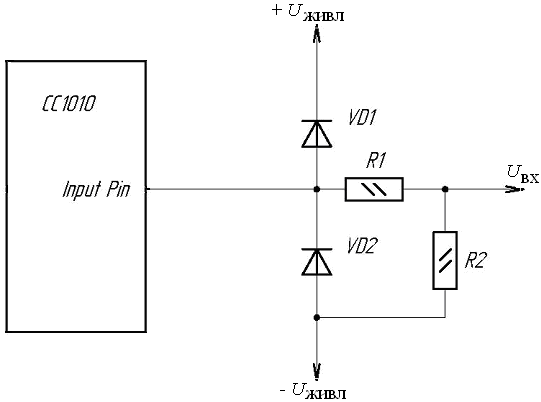 + Uживл
CC1010
VD1
R1
Input Pin
Uвх
VD2
R2
- Uживл